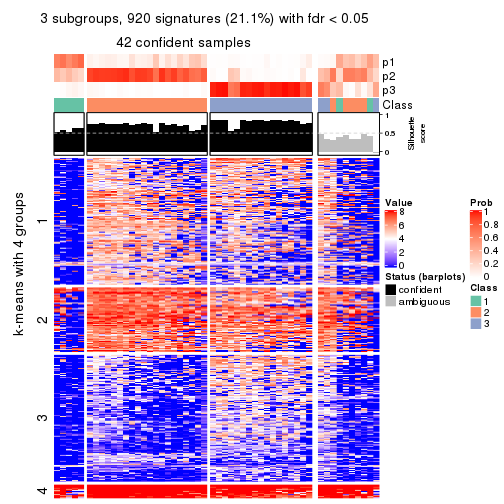 3 subgroups, 920 signatures (21.1%) with fdr < 0.05
42 confident samples
p1
p2
p3
Class
1
0.5
0
Silhouette
score
k-means with 4 groups
1
2
3
4
Value
8
6
4
2
0
Status (barplots)
confident
ambiguous
Prob
1
0.8
0.6
0.4
0.2
0
Class
1
2
3